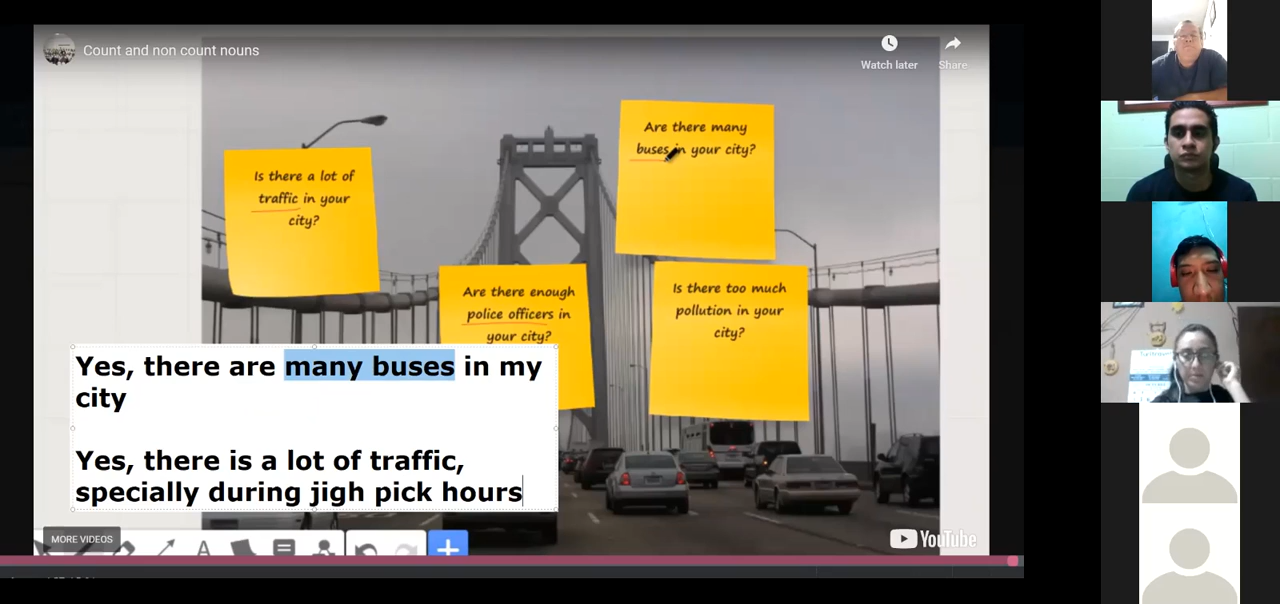 Count and non count nouns
Watch later
Share
Are there many
buses in your city?
Is there a lot of
traffic in your
city?
Are there enough
police officers in
your city?
Is there too much
pollution in your
city?
Yes, there are many buses in my
city
Yes, there is a lot of traffic,
specially during jigh pick hours
MORE VIDEOS
YouTube